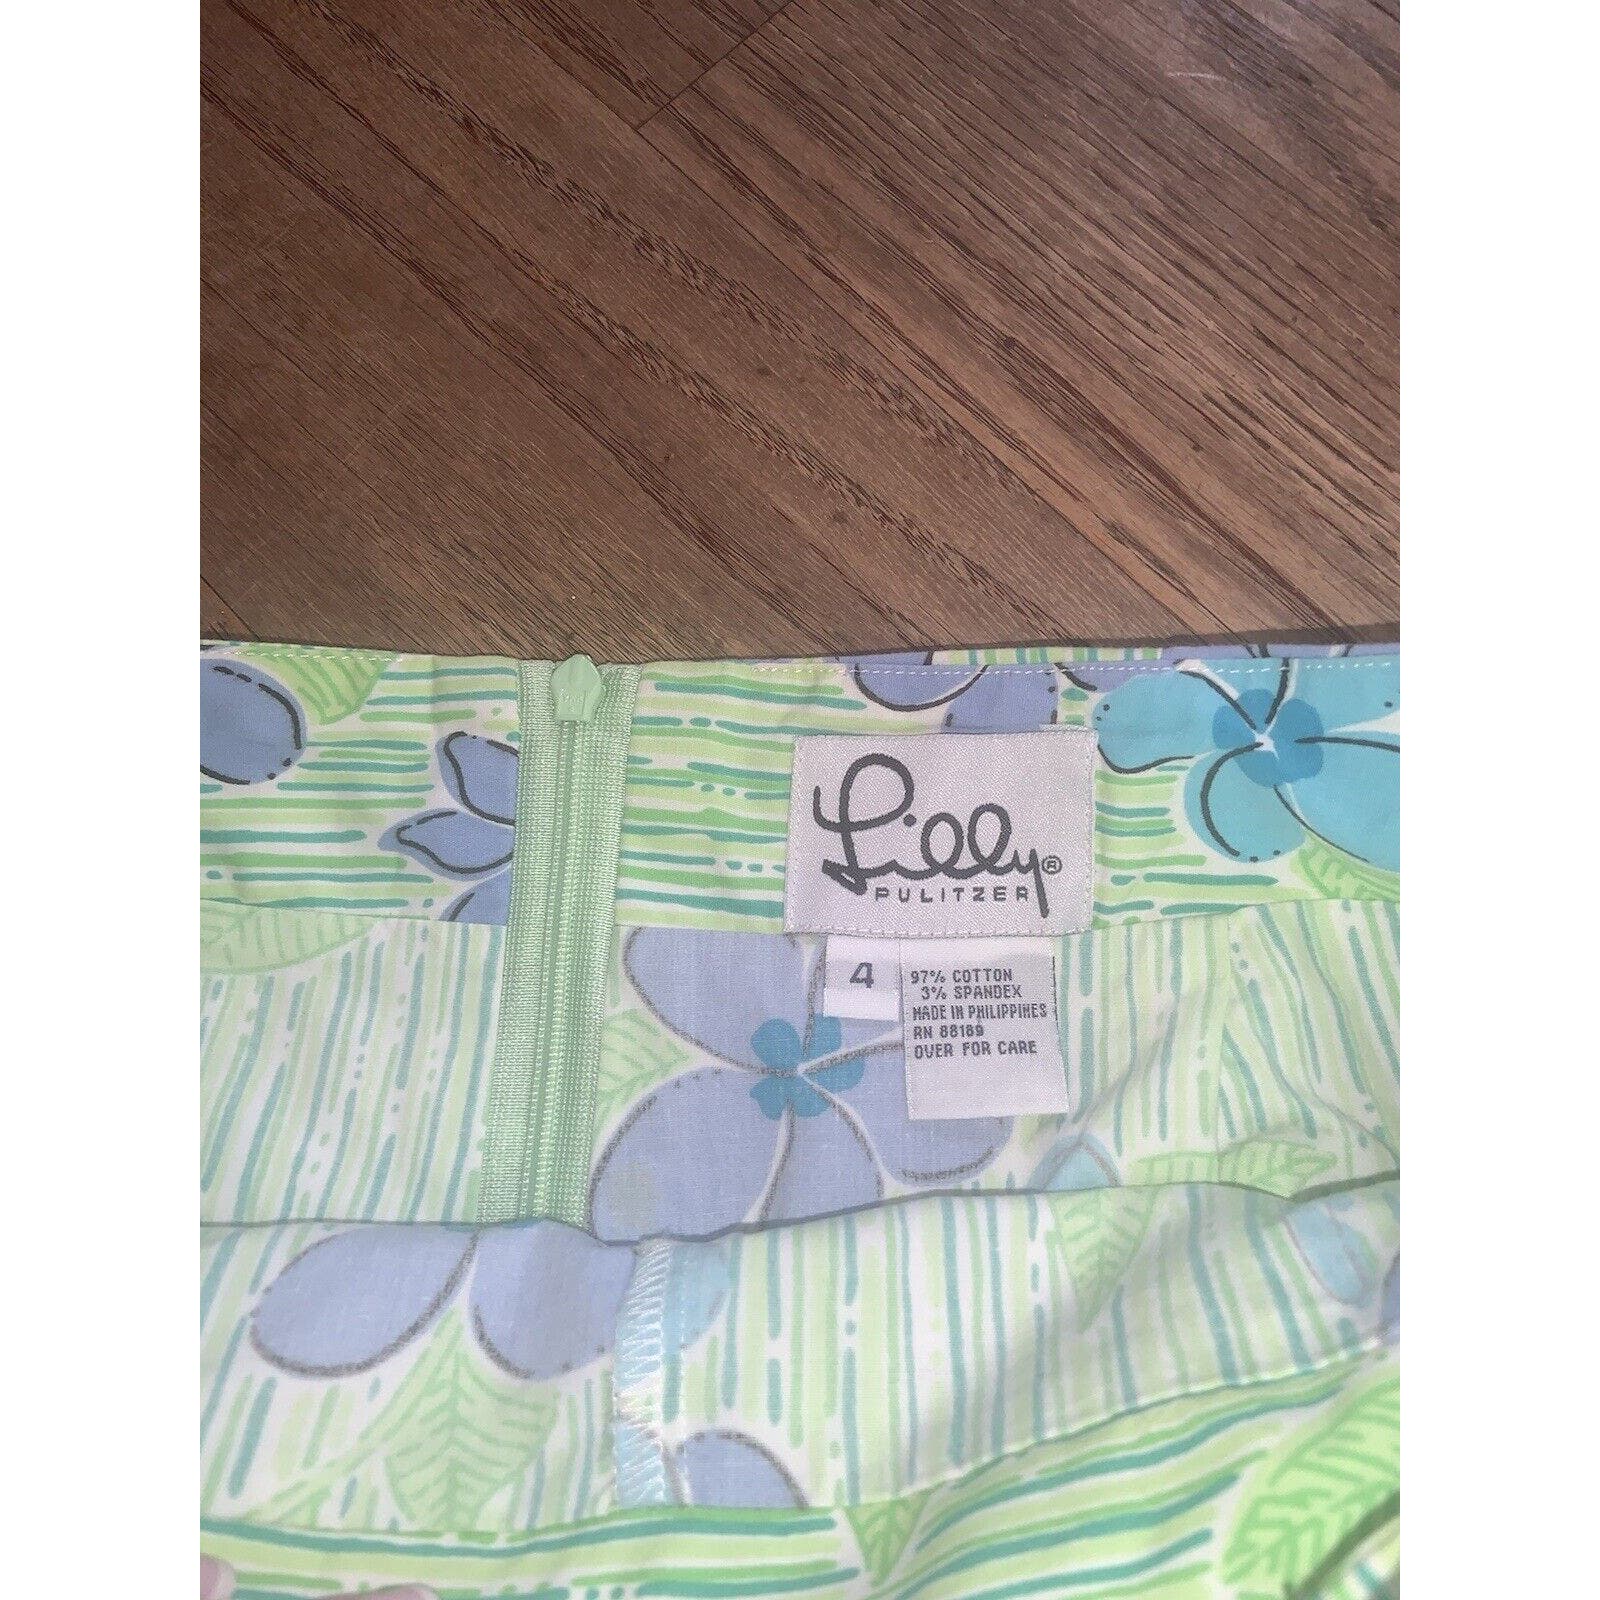 Lilly®
PULITZER
4
97% COTTON
3% SPANDEX
MADE IN PHILIPPINES
RN 88189
OVER FOR CARE